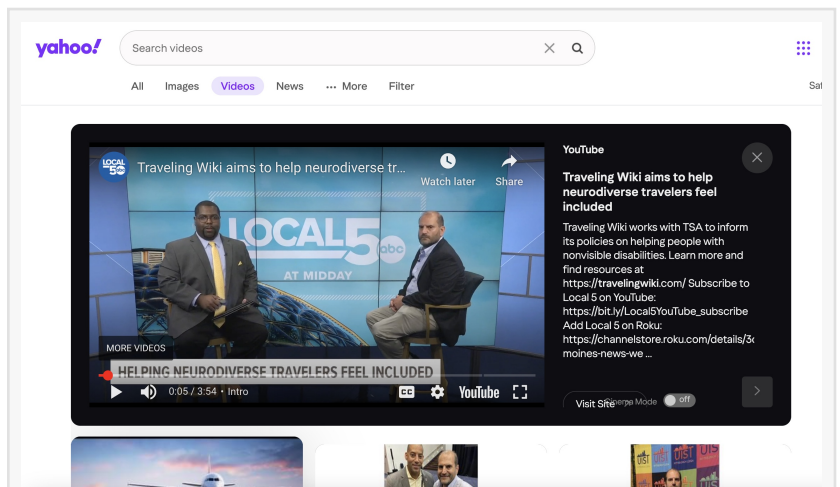 yahoo!
Search videos
All Images Videos News ... More Filter
LOCAL 5
Traveling Wiki aims to help neurodiverse tr...
Watch later
Share
LOCAL 5 abc
AT MIDDAY
MORE VIDEOS
HELPING NEURODIVERSE TRAVELERS FEEL INCLUDED
0:05 / 3:54 • Intro
CC
YouTube
YouTube
Traveling Wiki aims to help
neurodiverse travelers feel
included
Traveling Wiki works with TSA to inform
its policies on helping people with
nonvisible disabilities. Learn more and
find resources at
https://travelingwiki.com/ Subscribe to
Local 5 on YouTube:
https://bit.ly/Local5YouTube_subscribe
Add Local 5 on Roku:
https://channelstore.roku.com/details/3
moines-news-we ...
Visit Site
Cinema Mode
off
UIST
UIST